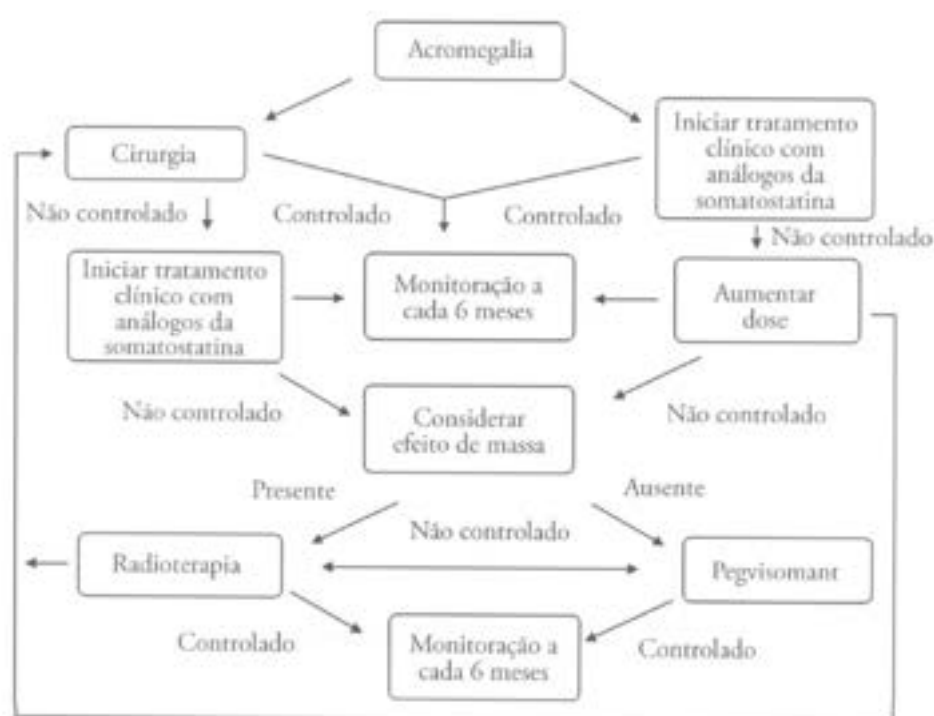 Acromegalia
Cirurgia
Iniciar tratamento
clínico com
análogos da
somatostatina
Não controlado
Controlado
Controlado
Não controlado
Iniciar tratamento
clínico com
análogos da
somatostatina
Monitoração a
cada 6 meses
Aumentar
dose
Não controlado
Considerar
efeito de massa
Não controlado
Presente
Ausente
Não controlado
Radioterapia
Pegvisomant
Controlado
Monitoração a
cada 6 meses
Controlado